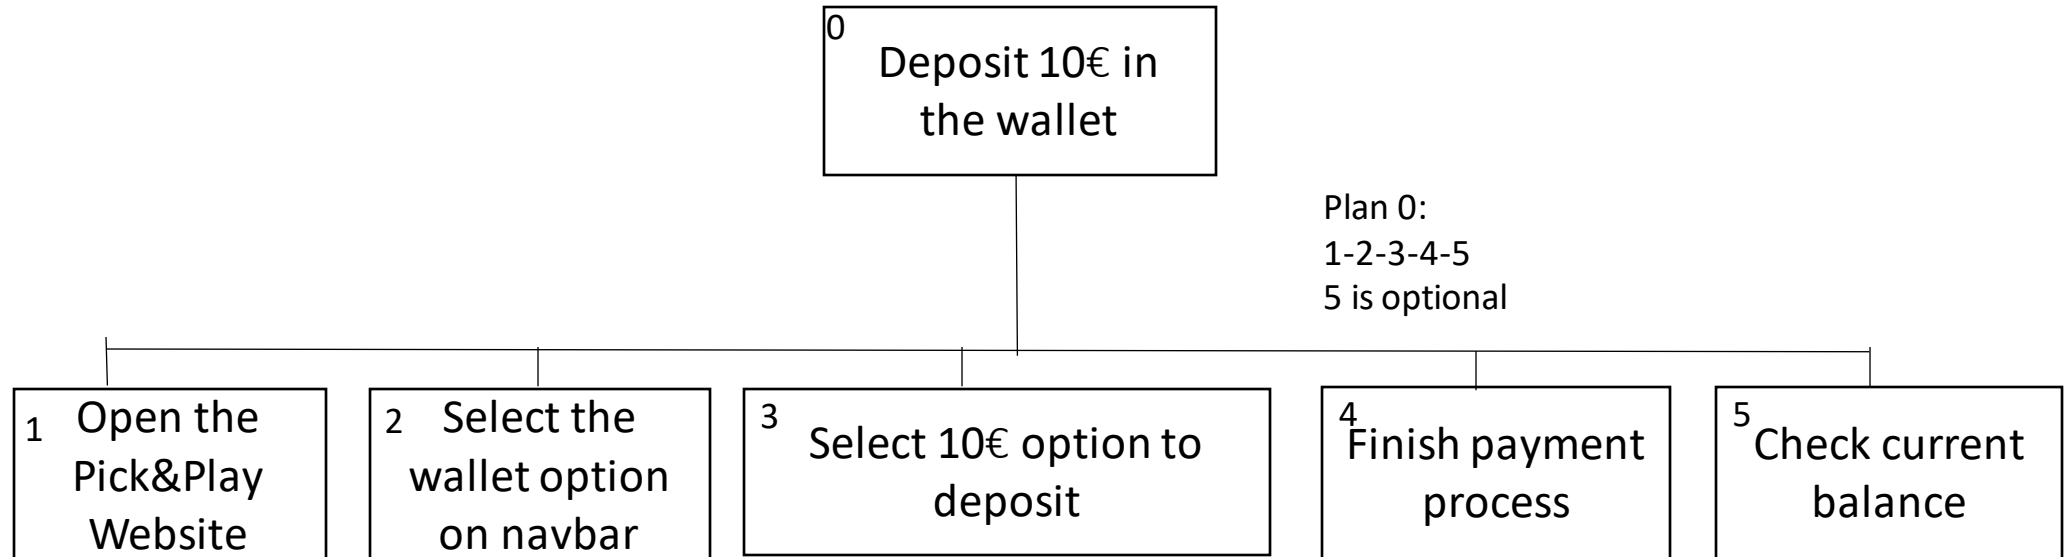 0
Deposit 10€ in
the wallet
Plan 0:
1-2-3-4-5
5 is optional
1
Open the
Pick&Play
Website
2
Select the
wallet option
on navbar
3
Select 10€ option to
deposit
4
Finish payment
process
5
Check current
balance